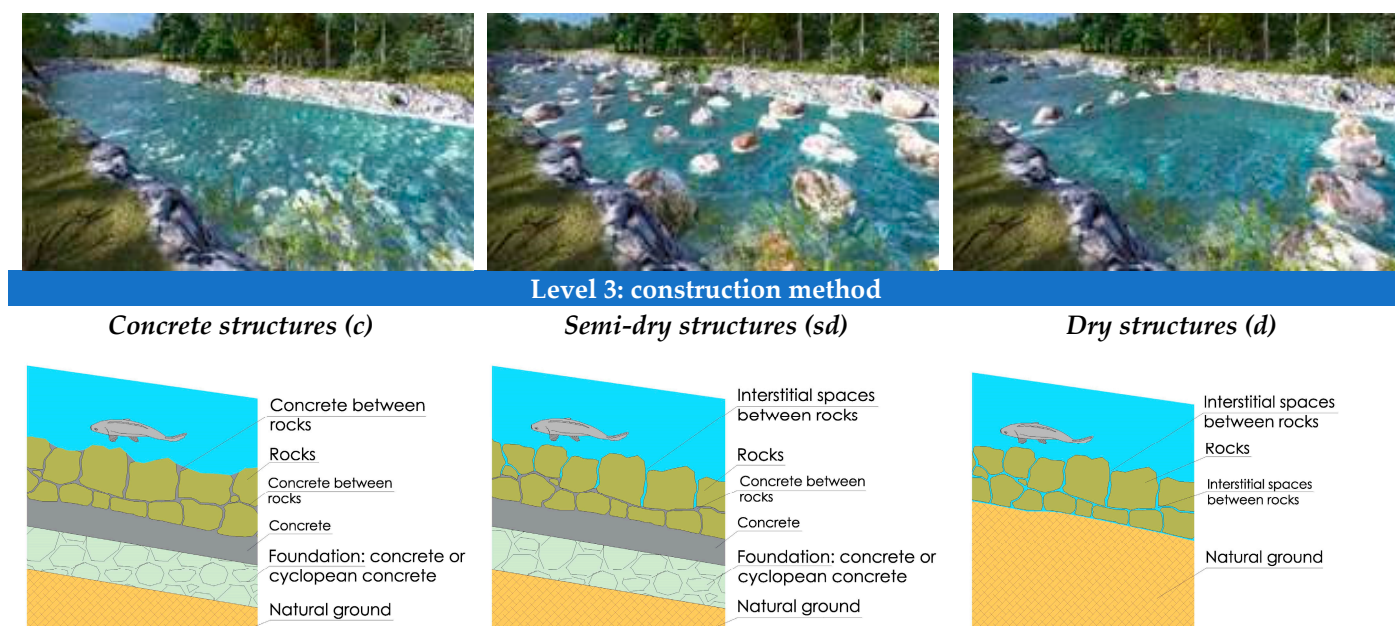 Level 3: construction method
Concrete structures (c)
Semi-dry structures (sd)
Dry structures (d)
Concrete between
rocks
Rocks
Concrete between
rocks
Concrete
Foundation: concrete or
cyclopean concrete
Natural ground
Interstitial spaces
between rocks
Rocks
Concrete between
rocks
Concrete
Foundation: concrete or
cyclopean concrete
Natural ground
Interstitial spaces
between rocks
Rocks
Interstitial spaces
between rocks
Natural ground